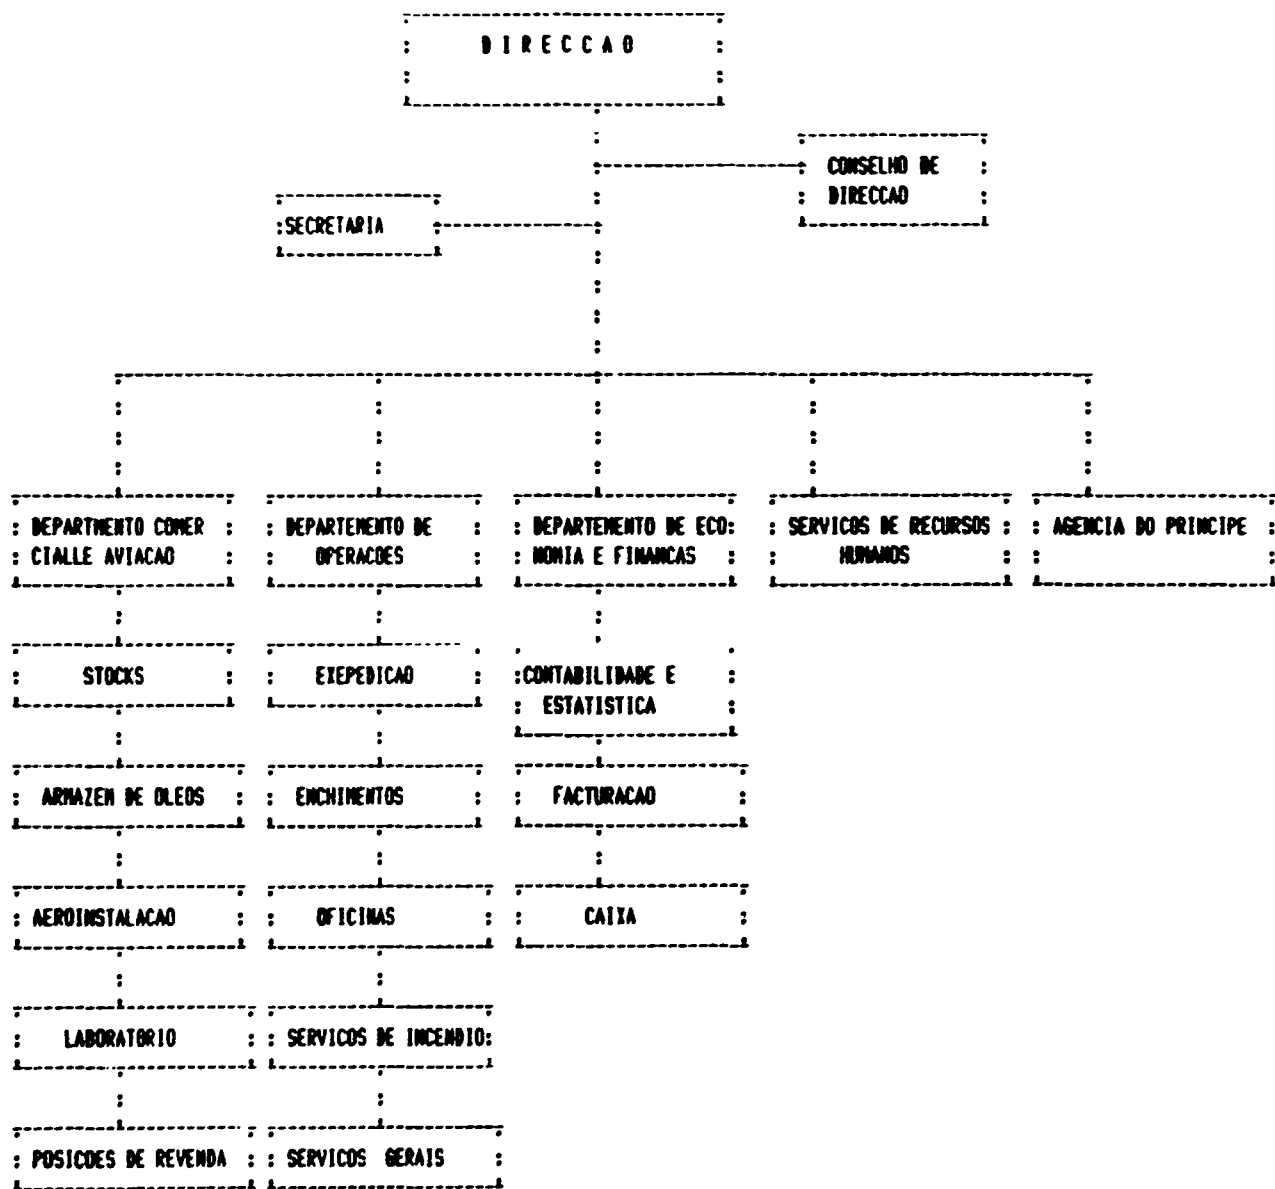 DIRECCAO
CONSELHO DE
DIRECCAO
SECRETARIA
DEPARTMENTO COMER
CIALLE AVIACAO
DEPARTEMENTO DE
OPERACOES
DEPARTEMENTO DE ECO
NOMIA E FINANCAS
SERVICOS DE RECURSOS
HUMANOS
AGENCIA DO PRINCIPE
STOCKS
EXEPEDICAO
CONTABILIDADE E
ESTATISTICA
ARMAZEM DE OLEOS
ENCHIMENTOS
FACTURACAO
AEROINSTALACAO
OFICINAS
CAIXA
LABORATORIO
SERVICOS DE INCENDIO
POSICOES DE REVENDA
SERVICOS GERAIS